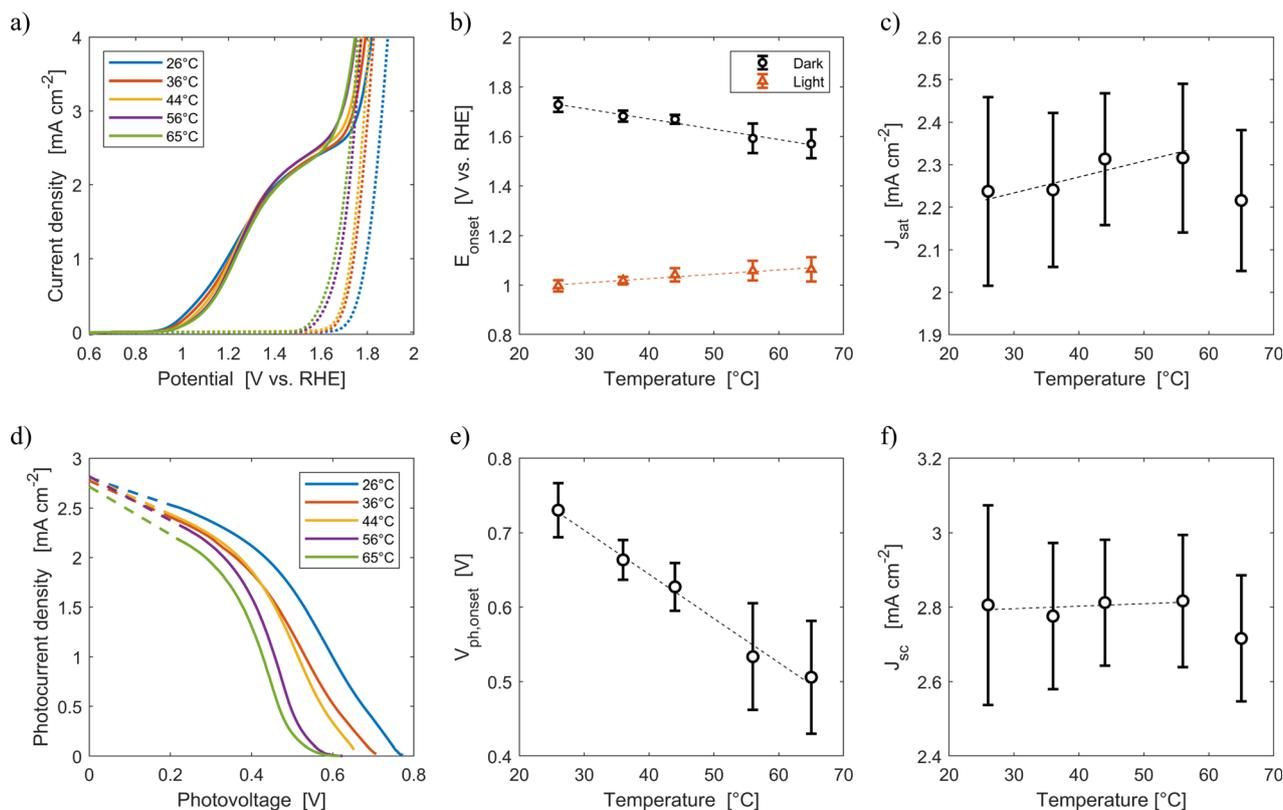 a)
4
3
2
1
0
0.6
0.8
1
1.2
1.4
1.6
1.8
2
Current density [mA cm⁻²]
Potential [V vs. RHE]
26°C
36°C
44°C
56°C
65°C
b)
2
1.8
1.6
1.4
1.2
1
0.8
20
30
40
50
60
70
E_onset [V vs. RHE]
Temperature [°C]
Dark
Light
c)
2.6
2.5
2.4
2.3
2.2
2.1
2
1.9
20
30
40
50
60
70
J_sat [mA cm⁻²]
Temperature [°C]
d)
3
2.5
2
1.5
1
0.5
0
0
0.2
0.4
0.6
0.8
Photocurrent density [mA cm⁻²]
Photovoltage [V]
26°C
36°C
44°C
56°C
65°C
e)
0.8
0.7
0.6
0.5
0.4
20
30
40
50
60
70
V_ph,onset [V]
Temperature [°C]
f)
3.2
3
2.8
2.6
2.4
20
30
40
50
60
70
J_sc [mA cm⁻²]
Temperature [°C]